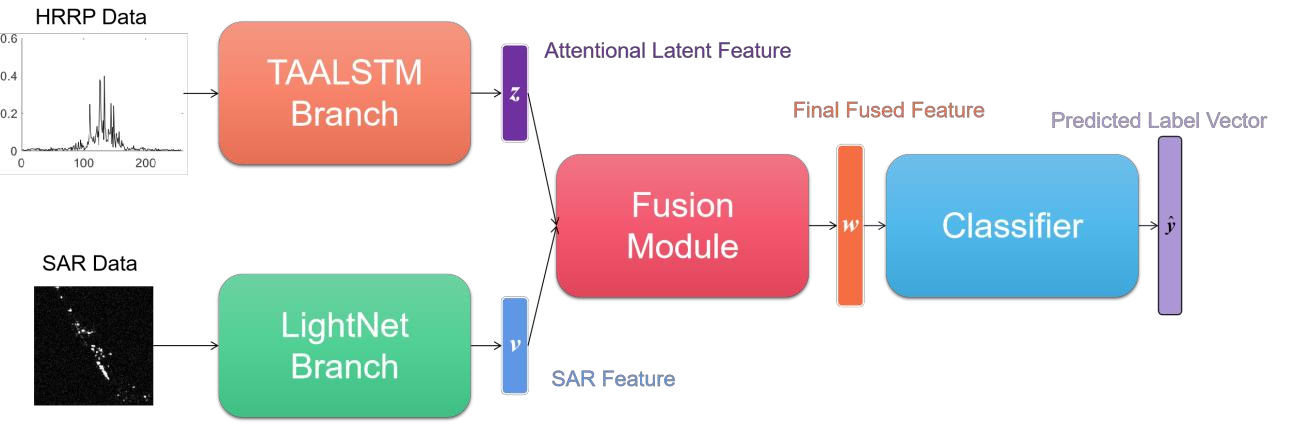 HRRP Data
0.6
0.4
0.2
0
0
100
200
TAALSTM
Branch
z
Attentional Latent Feature
SAR Data
LightNet
Branch
v
SAR Feature
Fusion
Module
Final Fused Feature
w
Classifier
Predicted Label Vector
ŷ